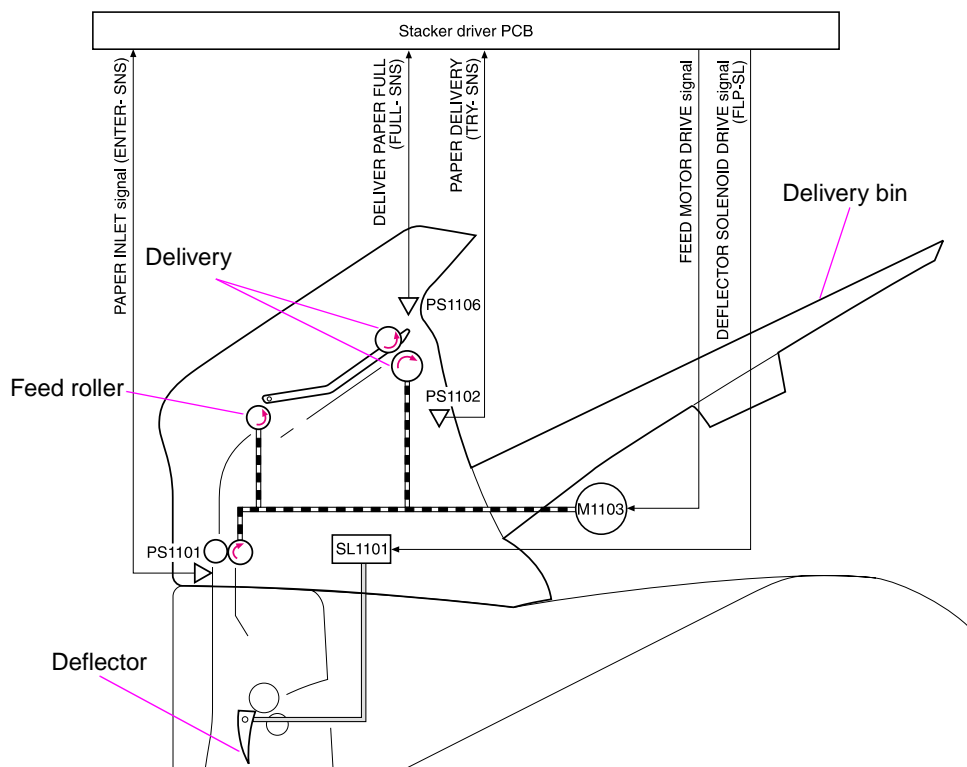 Stacker driver PCB
PAPER INLET signal (ENTER- SNS)
DELIVER PAPER FULL
(FULL- SNS)
PAPER DELIVERY
(TRY- SNS)
FEED MOTOR DRIVE signal
DEFLECTOR SOLENOID DRIVE signal
(FLP-SL)
Delivery bin
Delivery
PS1106
Feed roller
PS1102
M1103
PS1101
SL1101
Deflector